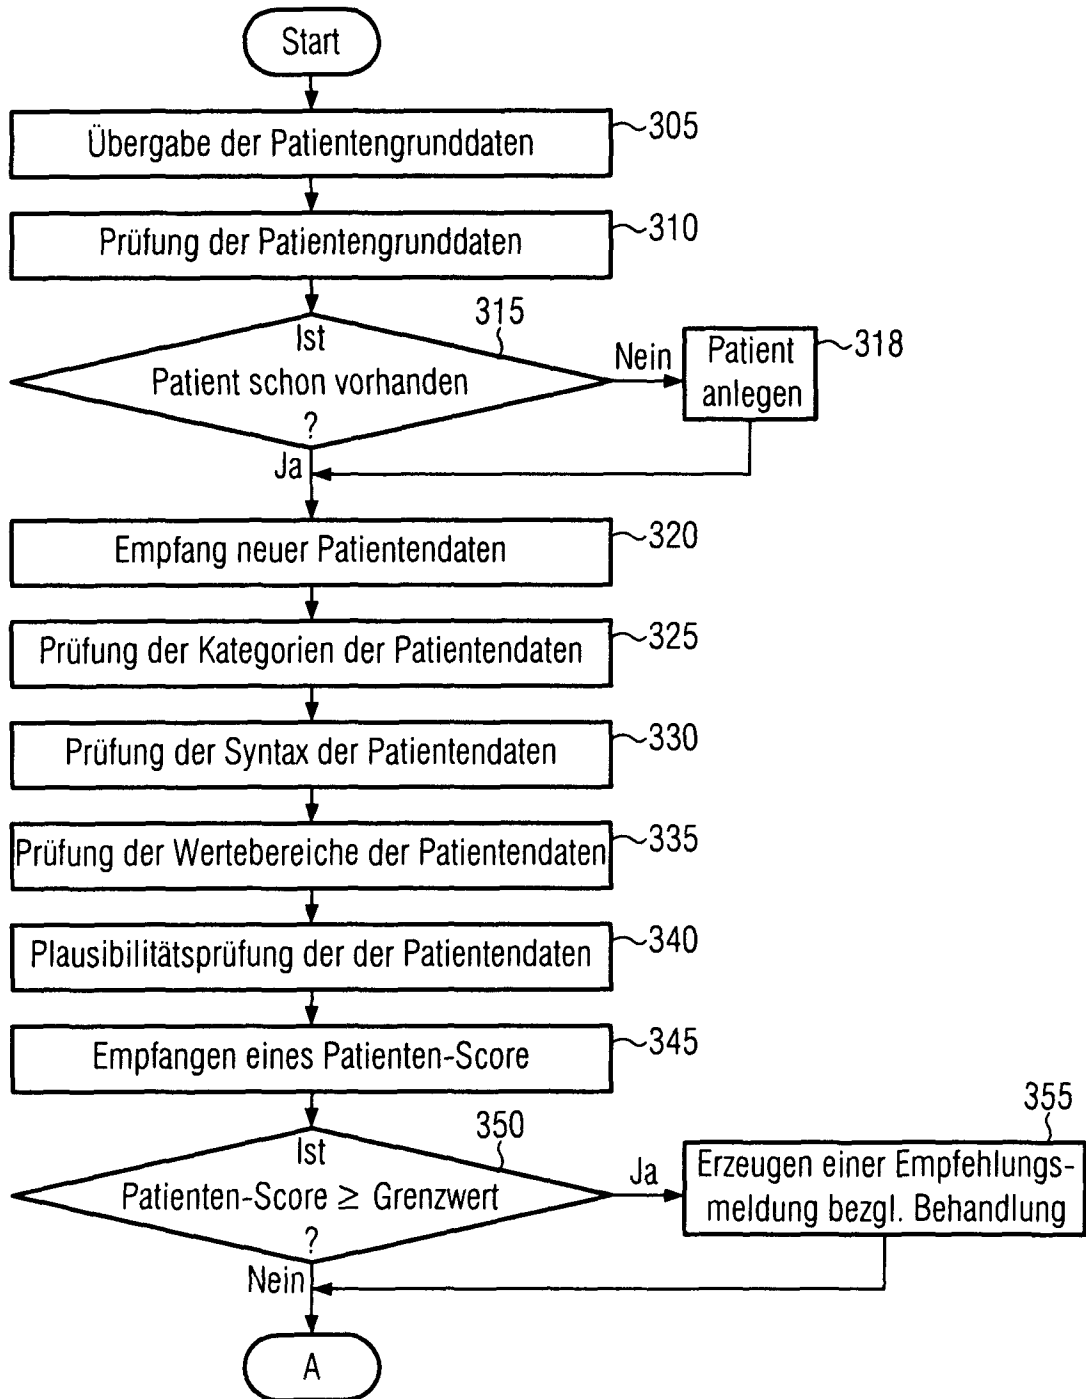 Start
Übergabe der Patientengrunddaten
305
Prüfung der Patientengrunddaten
310
315
Ist
Patient schon vorhanden
?
Nein
Patient
anlegen
318
Ja
Empfang neuer Patientendaten
320
Prüfung der Kategorien der Patientendaten
325
Prüfung der Syntax der Patientendaten
330
Prüfung der Wertebereiche der Patientendaten
335
Plausibilitätsprüfung der der Patientendaten
340
Empfangen eines Patienten-Score
345
350
Ist
Patienten-Score ≥ Grenzwert
?
Ja
355
Erzeugen einer Empfehlungs-
meldung bezgl. Behandlung
Nein
A